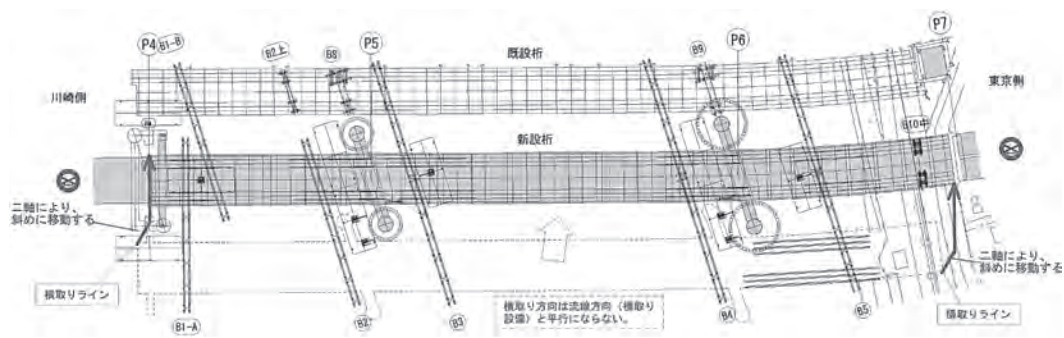 P4
B1-B
B2上
B8
P5
既設桁
B9
P6
P7
川崎側
東京側
B10中
新設桁
二軸により、
斜めに移動する
二軸により、
斜めに移動する
横取りライン
横取り方向は流線方向（横取り
設備）と平行にならない。
横取りライン
B1-A
B2
B3
B4
B5